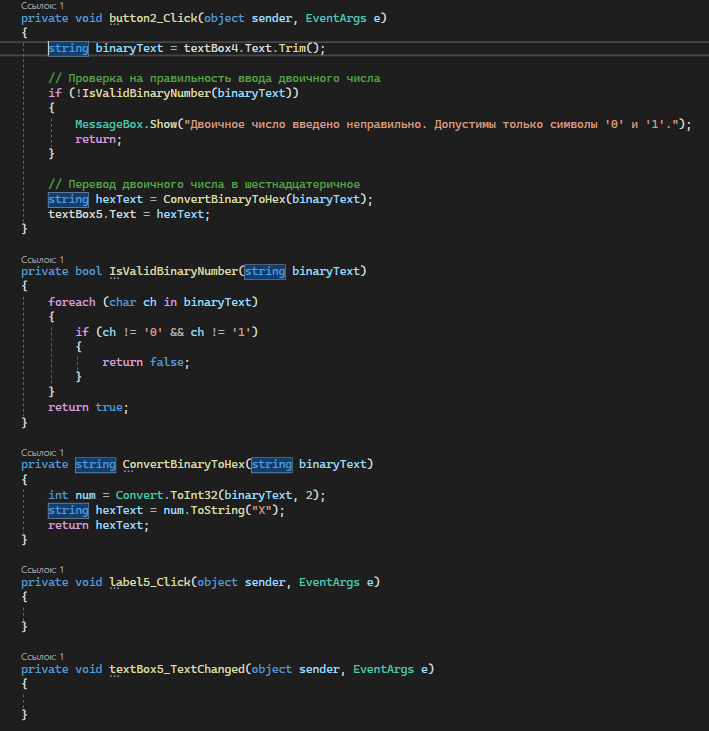 Ссылок: 1
private void button2_Click(object sender, EventArgs e)
{
string binaryText = textBox4.Text.Trim();
// Проверка на правильность ввода двоичного числа
if (!IsValidBinaryNumber(binaryText))
{
MessageBox.Show("Двоичное число введено неправильно. Допустимы только символы '0' и '1'.");
return;
}
// Перевод двоичного числа в шестнадцатеричное
string hexText = ConvertBinaryToHex(binaryText);
textBox5.Text = hexText;
}
Ссылок: 1
private bool IsValidBinaryNumber(string binaryText)
{
foreach (char ch in binaryText)
{
if (ch != '0' && ch != '1')
{
return false;
}
}
return true;
}
Ссылок: 1
private string ConvertBinaryToHex(string binaryText)
{
int num = Convert.ToInt32(binaryText, 2);
string hexText = num.ToString("X");
return hexText;
}
Ссылок: 1
private void label5_Click(object sender, EventArgs e)
{
}
Ссылок: 1
private void textBox5_TextChanged(object sender, EventArgs e)
{
}